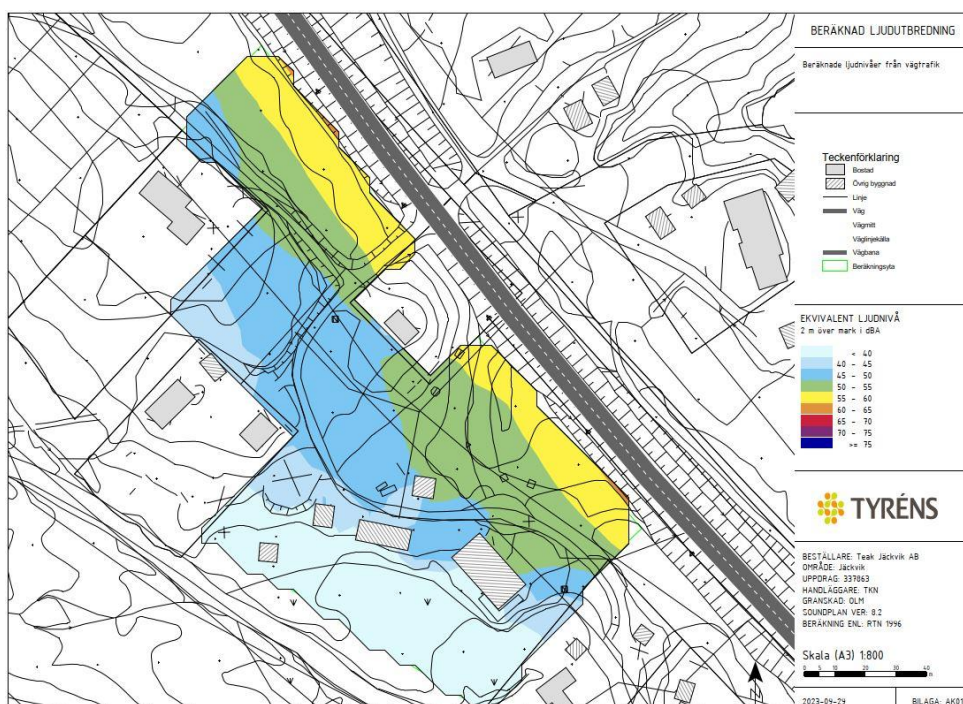 BERÄKNAD LJUDUTBREDNING
Beräknade ljudnivåer från vägtrafik
Teckenförklaring
Bostad
Övrig byggnad
Linje
Väg
Vägmitt
Väglinjekälla
Vägbana
Beräkningsyta
EKVIVALENT LJUDNIVÅ
2 m över mark i dBA
< 40
40 - 45
45 - 50
50 - 55
55 - 60
60 - 65
65 - 70
70 - 75
>= 75
TYRÉNS
BESTÄLLARE: Teak Jäckvik AB
OMRÅDE: Jäckvik
UPPDRAG: 337863
HANDLÄGGARE: TKN
GRANSKAD: OLM
SOUNDPLAN VER: 8.2
BERÄKNING ENL: RTN 1996
Skala (A3) 1:800
0 5 10 20 30 40
m
2023-09-29
BILAGA: AK01